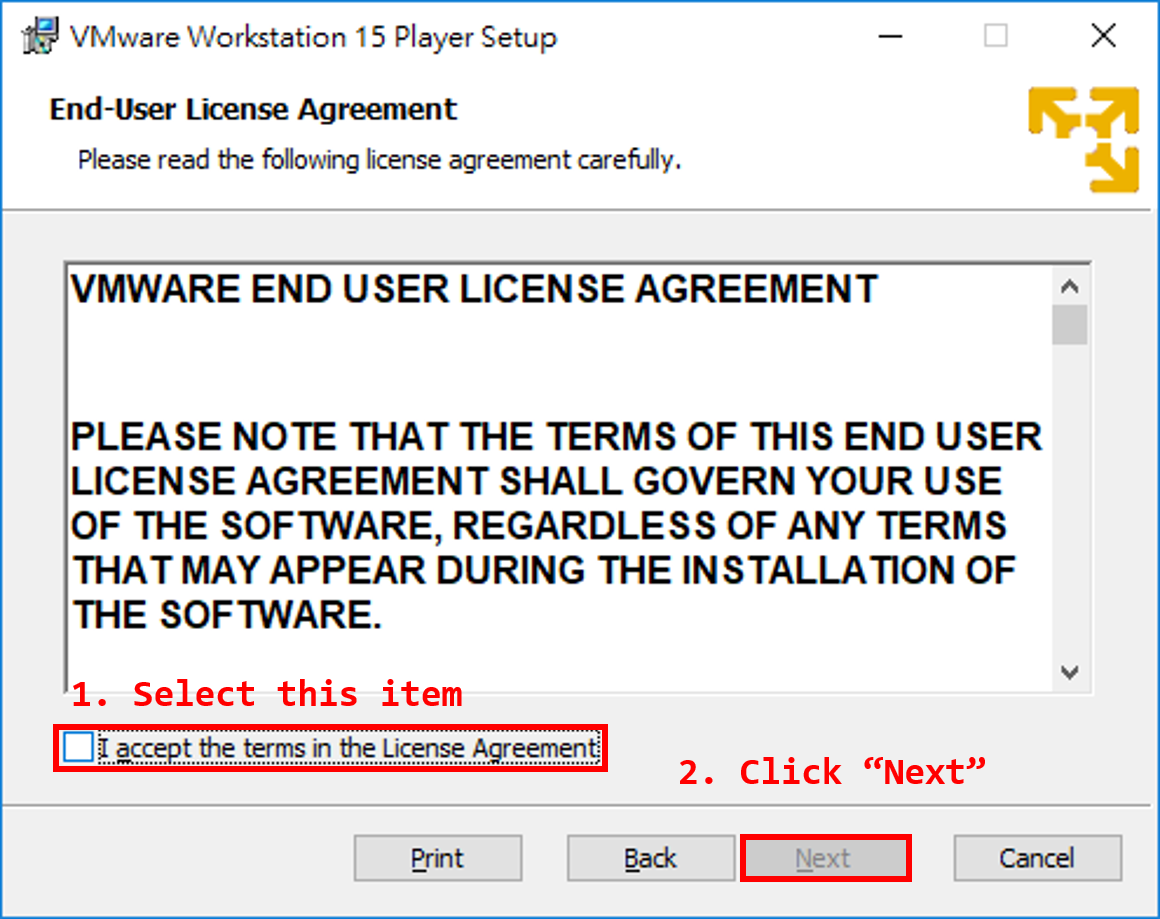 VMware Workstation 15 Player Setup
End-User License Agreement
Please read the following license agreement carefully.
VMWARE END USER LICENSE AGREEMENT
PLEASE NOTE THAT THE TERMS OF THIS END USER
LICENSE AGREEMENT SHALL GOVERN YOUR USE
OF THE SOFTWARE, REGARDLESS OF ANY TERMS
THAT MAY APPEAR DURING THE INSTALLATION OF
THE SOFTWARE.
1. Select this item
I accept the terms in the License Agreement
2. Click “Next”
Print Back Next Cancel